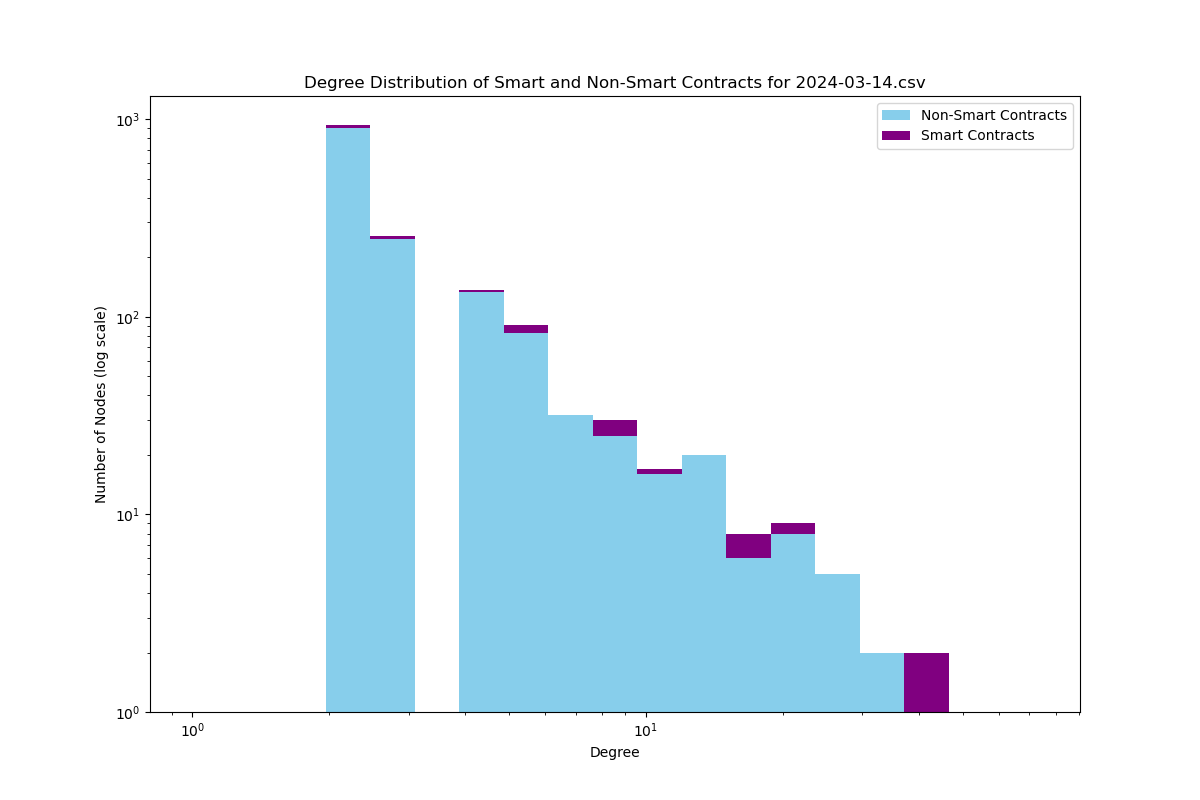 Degree Distribution of Smart and Non-Smart Contracts for 2024-03-14.csv
Non-Smart Contracts
Smart Contracts
Number of Nodes (log scale)
10³
10²
10¹
10⁰
10⁰ 10¹
Degree